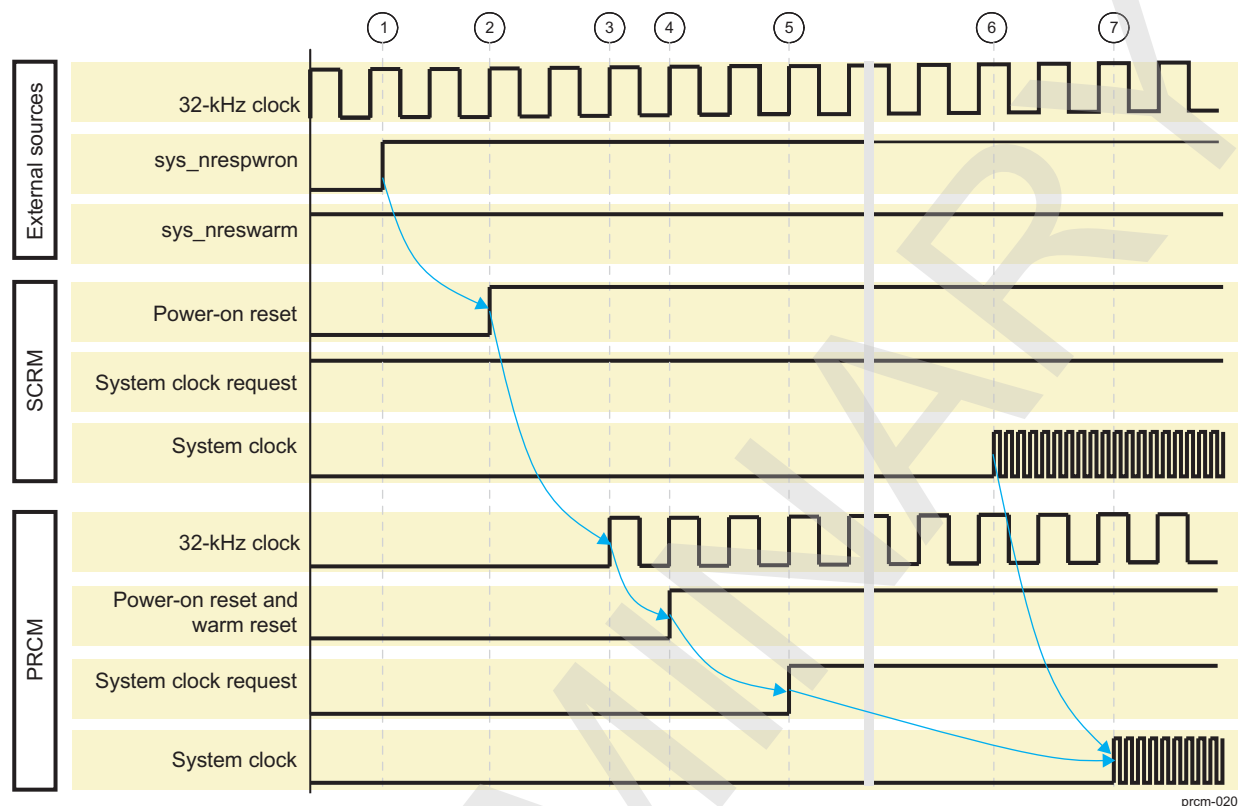 1 2 3 4 5 6 7
External sources
32-kHz clock
sys_nrespwron
sys_nreswarm
SCRM
Power-on reset
System clock request
System clock
PRCM
32-kHz clock
Power-on reset and
warm reset
System clock request
System clock
prcm-020
MINARY